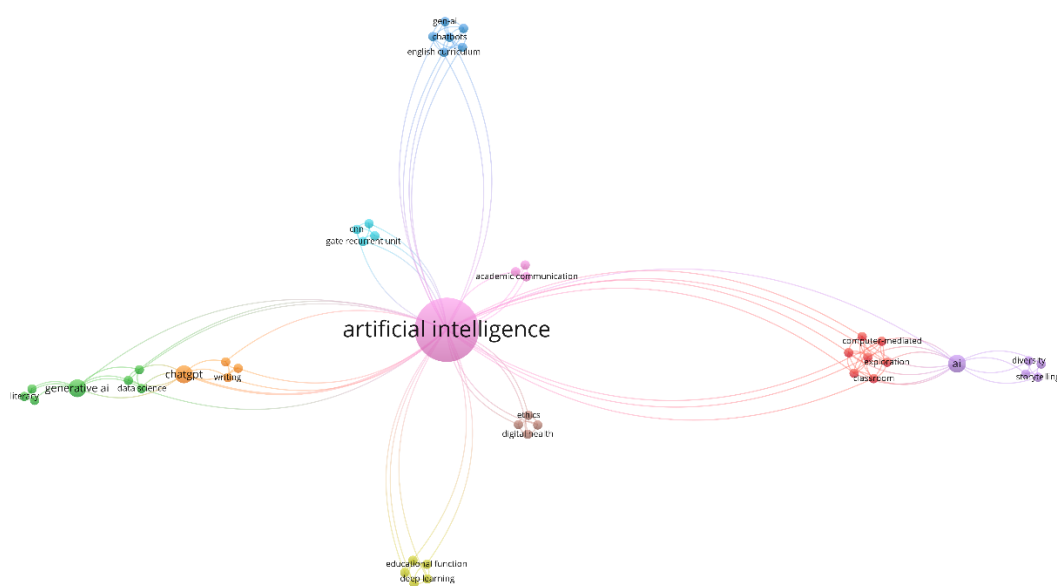 gen-ai
chatbots
english curriculum
cnn
gate recurrent unit
academic communication
artificial intelligence
computer-mediated
exploration
classroom
ai
diversity
storytelling
chatgpt
writing
generative ai
data science
literacy
ethics
digital health
educational function
deep learning